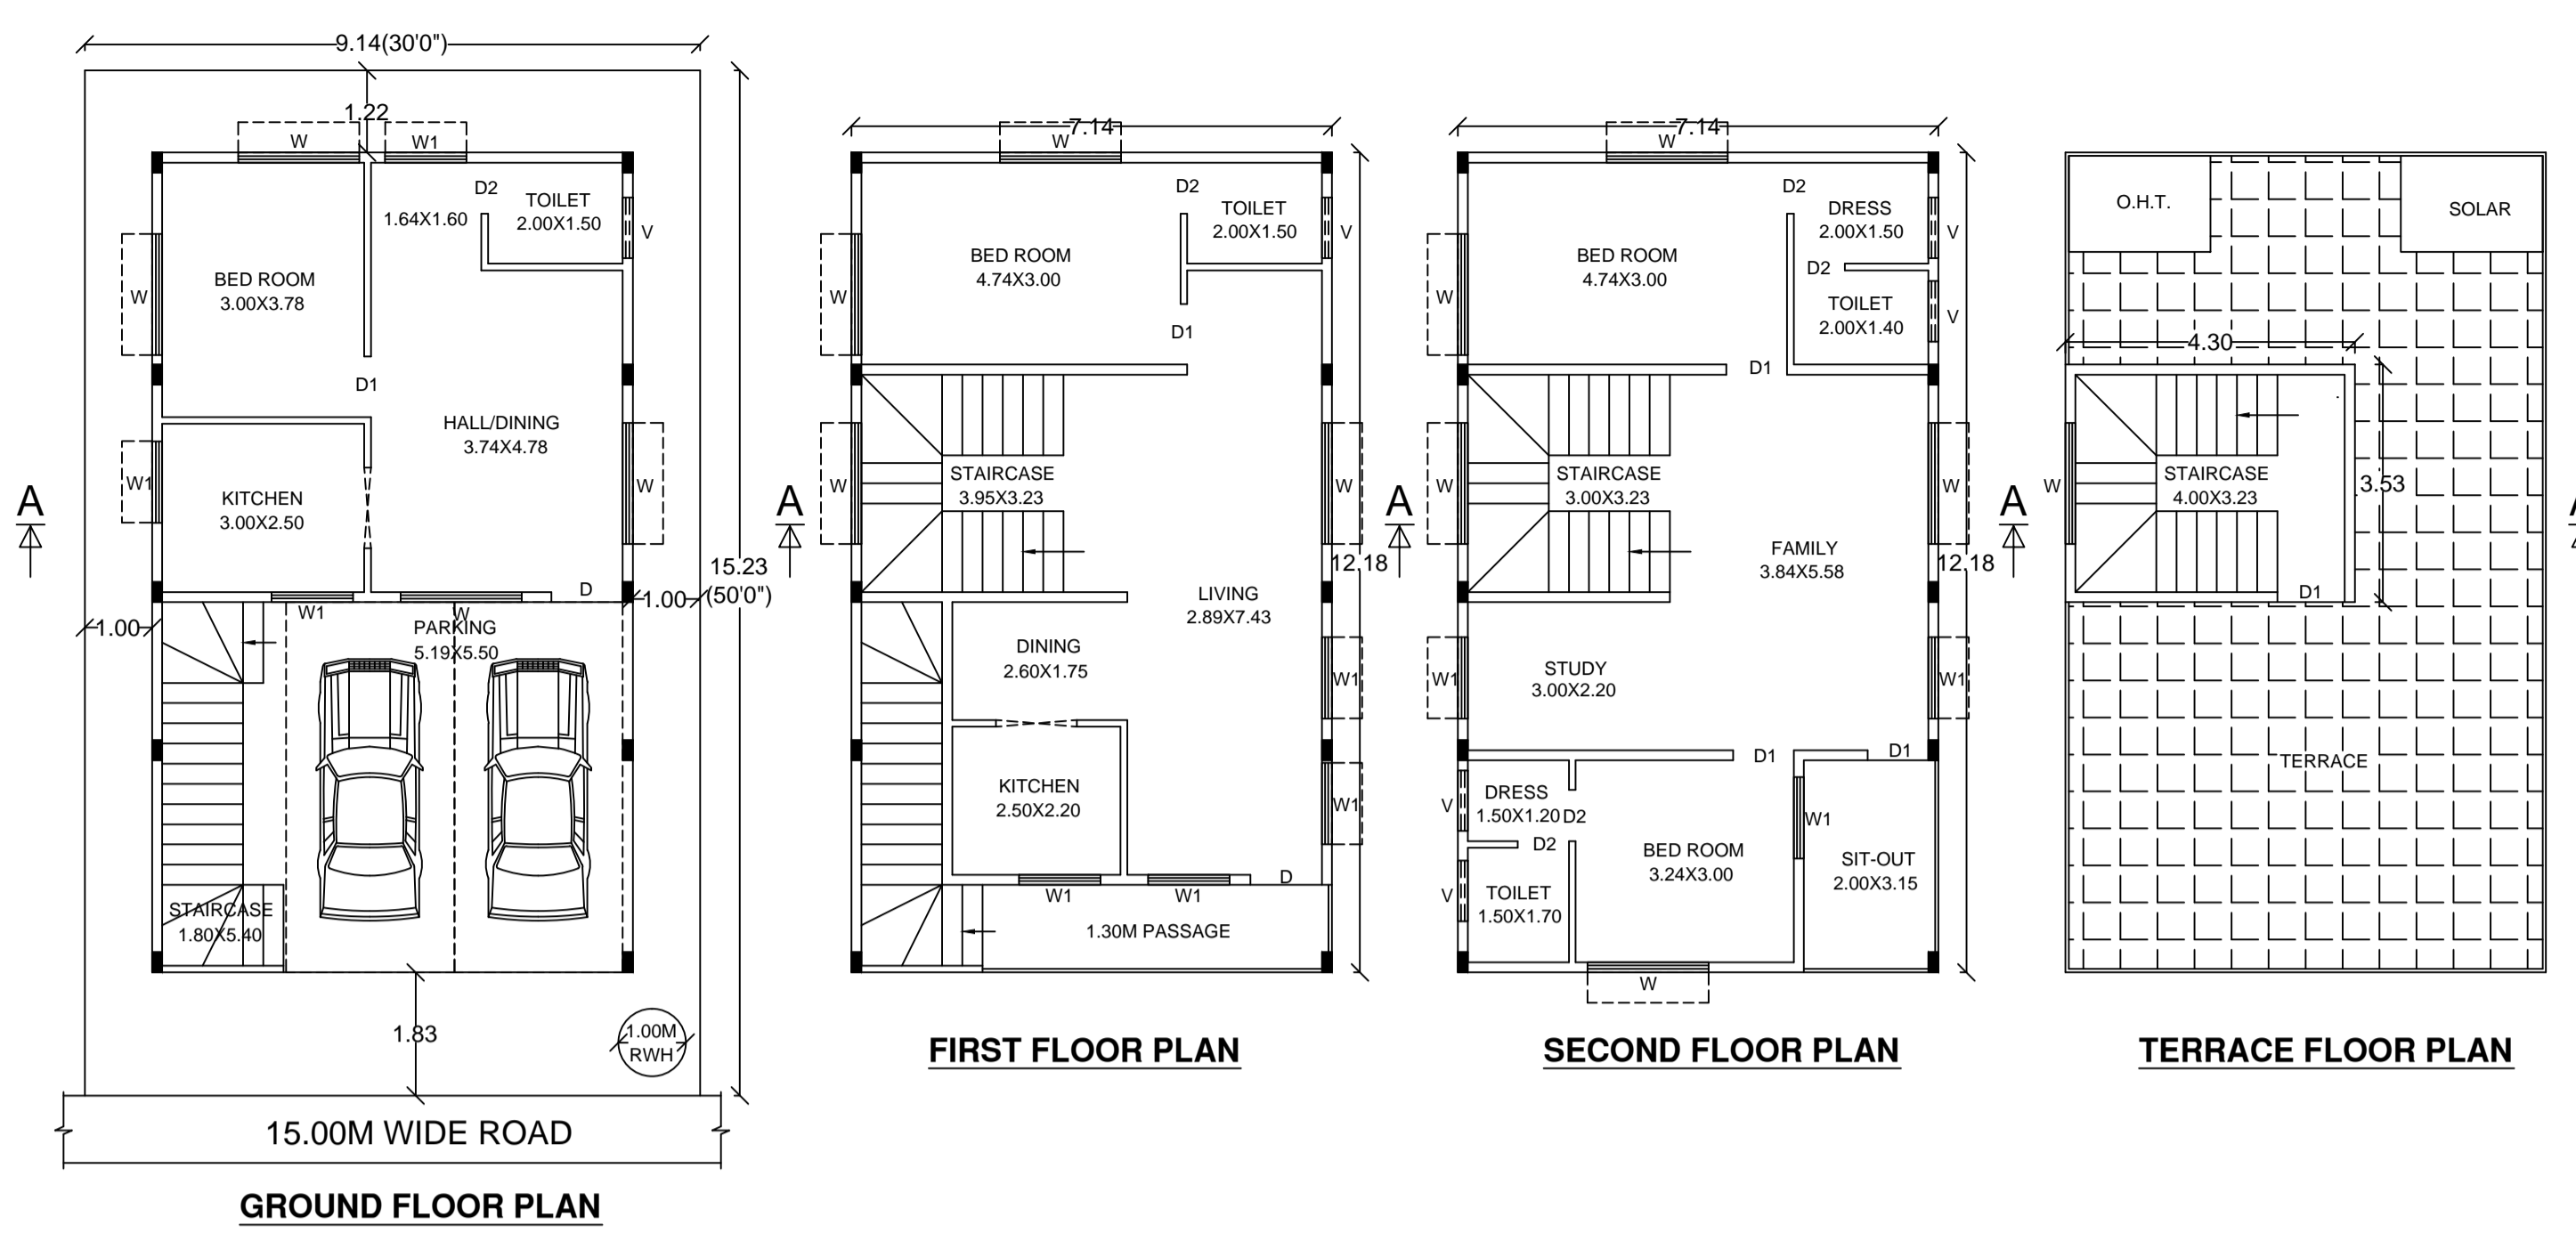 9.14(30'0")
1.22
W
W1
D2
TOILET
2.00X1.50
1.64X1.60
V
BED ROOM
3.00X3.78
W
D1
HALL/DINING
3.74X4.78
W1
KITCHEN
3.00X2.50
W
A
D
W1
W
1.00
15.23
(50'0")
1.00
PARKING
5.19X5.50
STAIRCASE
1.80X5.40
1.83
1.00M
RWH
15.00M WIDE ROAD
GROUND FLOOR PLAN
7.14
W
D2
TOILET
2.00X1.50
V
BED ROOM
4.74X3.00
W
D1
STAIRCASE
3.95X3.23
W
W
A
12.18
LIVING
2.89X7.43
DINING
2.60X1.75
W1
KITCHEN
2.50X2.20
W1
W1
W1
D
1.30M PASSAGE
FIRST FLOOR PLAN
7.14
W
D2
DRESS
2.00X1.50
V
BED ROOM
4.74X3.00
D2
W
TOILET
2.00X1.40
V
D1
STAIRCASE
3.00X3.23
W
W
A
FAMILY
3.84X5.58
12.18
STUDY
3.00X2.20
W1
W1
D1
D1
DRESS
1.50X1.20
D2
V
W1
D2
BED ROOM
3.24X3.00
SIT-OUT
2.00X3.15
TOILET
1.50X1.70
V
W
SECOND FLOOR PLAN
O.H.T.
SOLAR
4.30
STAIRCASE
4.00X3.23
W
3.53
A
D1
TERRACE
TERRACE FLOOR PLAN